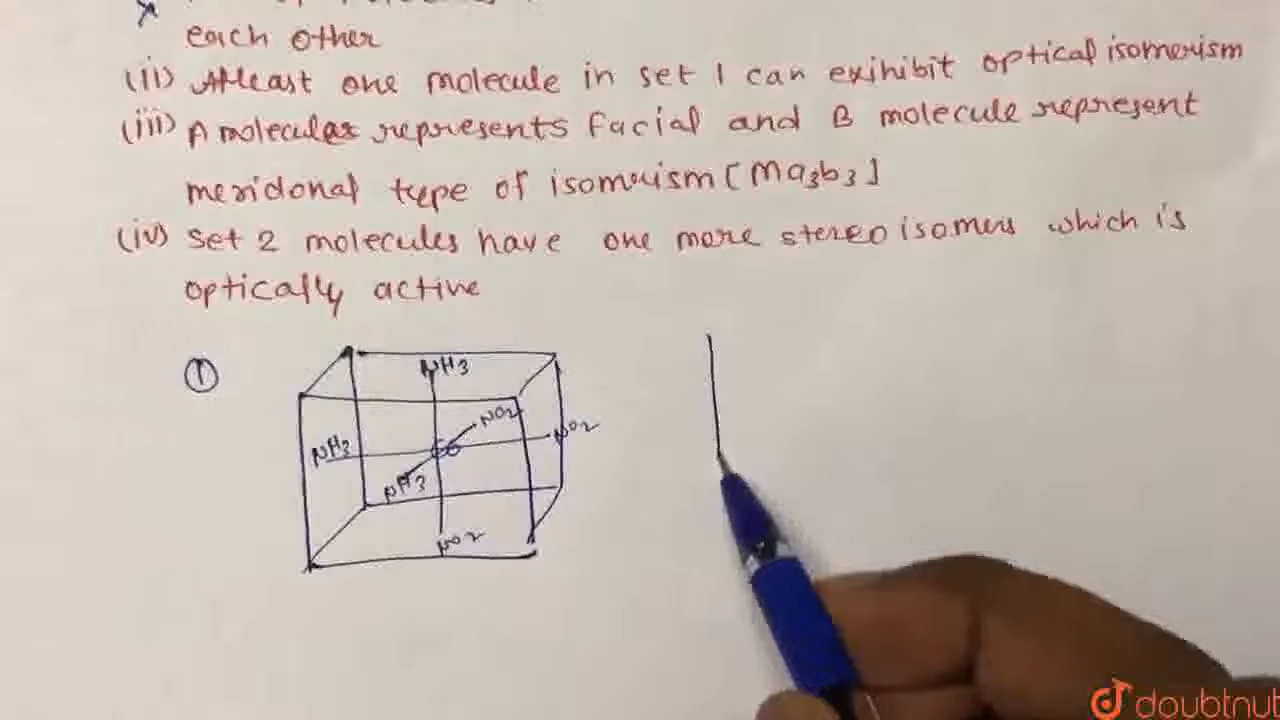 each other
(ii) Atleast one molecule in set 1 can exihibit optical isomerism
(iii) A molecular represents facial and B molecule represent
meridonal type of isomerism [Ma3b3]
(iv) Set 2 molecules have one more stereoisomers which is
optically active
①
NH3
NO2
NH3
Co
NO2
NH3
NO2
doubtnut